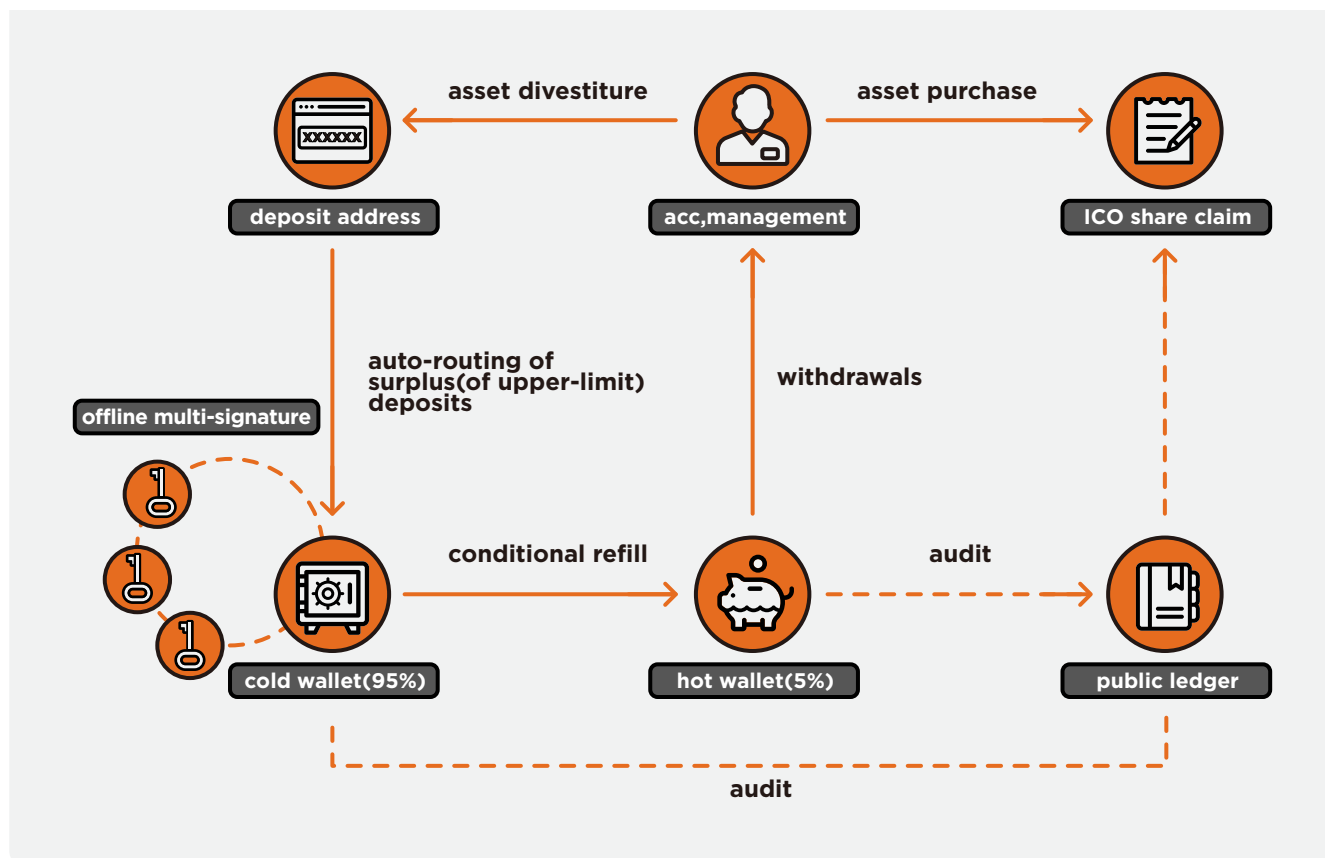 asset divestiture
asset purchase
XXXXXX
deposit address
acc,management
ICO share claim
auto-routing of
surplus(of upper-limit)
deposits
withdrawals
offline multi-signature
conditional refill
audit
cold wallet(95%)
hot wallet(5%)
public ledger
audit